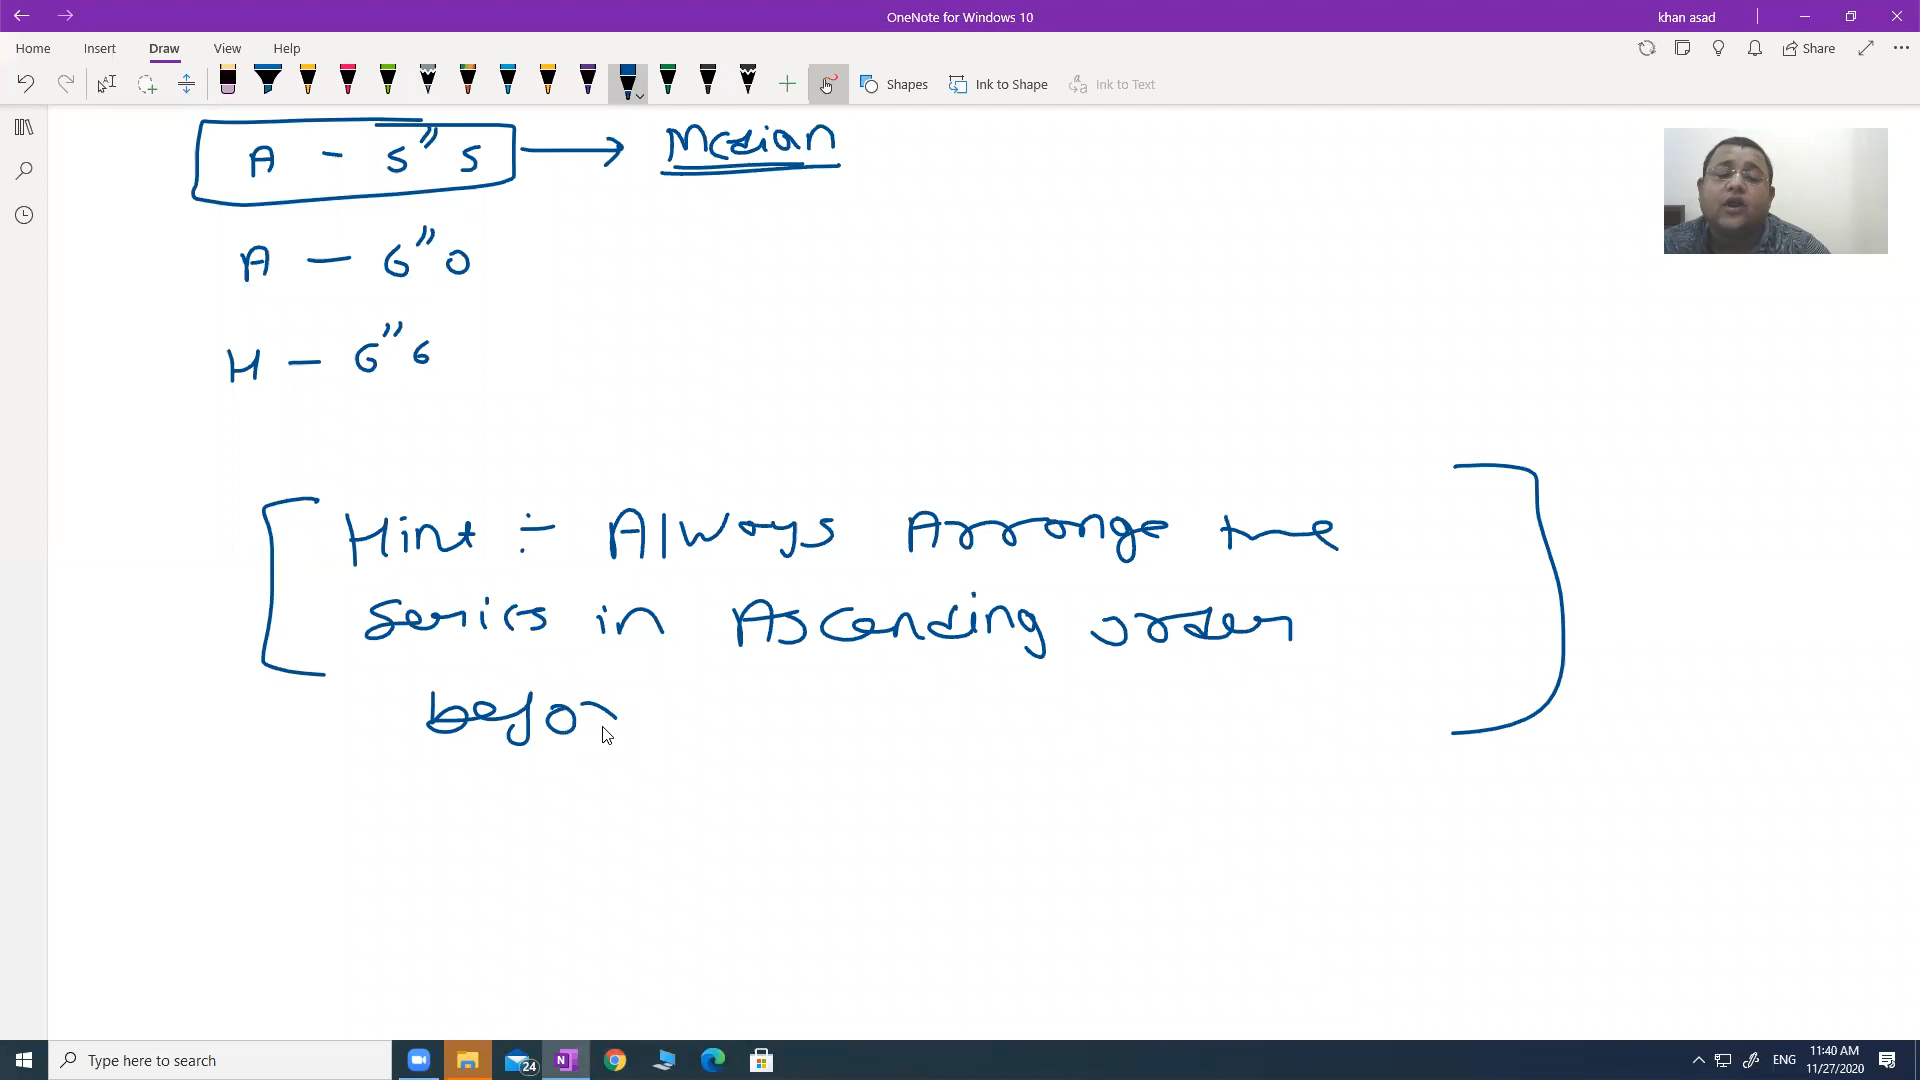 OneNote for Windows 10
khan asad
Home Insert Draw View Help
Share
Shapes
Ink to Shape
Ink to Text
A - 5"5 → Median
A - 6"0
H - 6"6
Hint :- Always Arrange the
series in Ascending order
befor
Type here to search
24
ENG
11:40 AM
11/27/2020